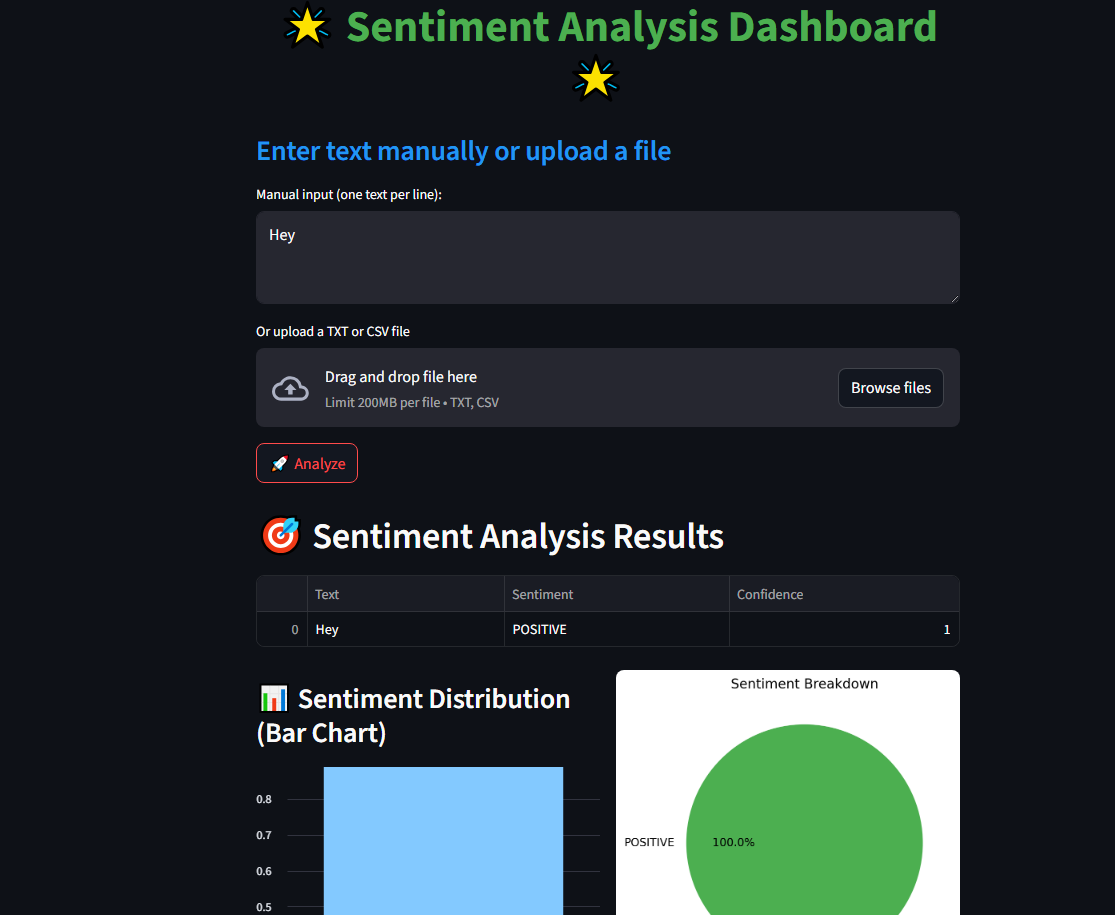 🌟 Sentiment Analysis Dashboard
🌟
Enter text manually or upload a file
Manual input (one text per line):
Hey
Or upload a TXT or CSV file
Drag and drop file here
Limit 200MB per file • TXT, CSV
Browse files
🚀 Analyze
🎯 Sentiment Analysis Results
Text Sentiment Confidence
0 Hey POSITIVE 1
📊 Sentiment Distribution
(Bar Chart)
0.8
0.7
0.6
0.5
Sentiment Breakdown
POSITIVE 100.0%